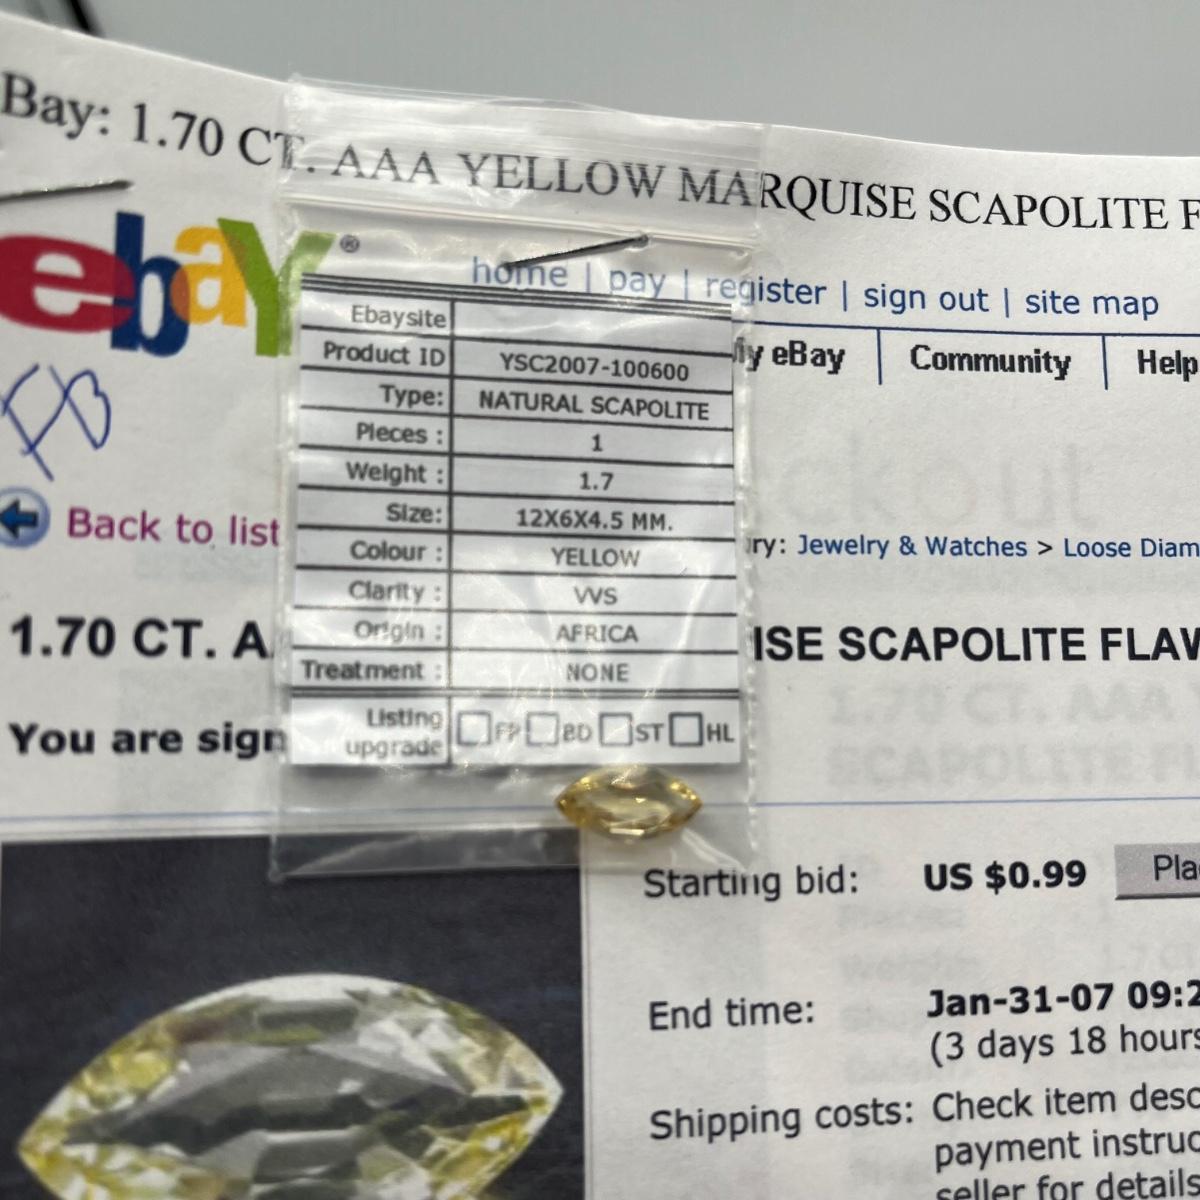 Bay: 1.70 CT. AAA YELLOW MARQUISE SCAPOLITE F
ebay®
home | pay | register | sign out | site map
y eBay Community Help
FB
Back to list
Ebaysite
Product ID YSC2007-100600
Type: NATURAL SCAPOLITE
Pieces : 1
Weight : 1.7
Size: 12X6X4.5 MM.
Colour : YELLOW
Clarity : VVS
Origin : AFRICA
Treatment : NONE
Listing upgrade FP BD ST HL
ry: Jewelry & Watches > Loose Diam
1.70 CT. A ISE SCAPOLITE FLAW
You are sign
Starting bid: US $0.99 Pla
End time: Jan-31-07 09:2
(3 days 18 hours
Shipping costs: Check item desc
payment instruc
seller for details